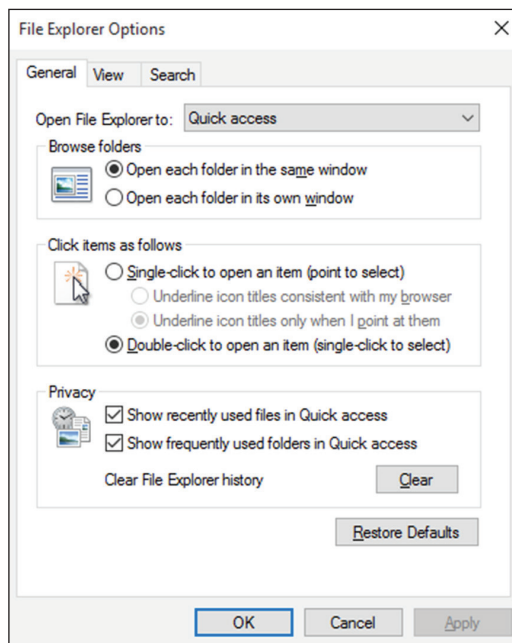 File Explorer Options
General View Search
Open File Explorer to: Quick access
Browse folders
Open each folder in the same window
Open each folder in its own window
Click items as follows
Single-click to open an item (point to select)
Underline icon titles consistent with my browser
Underline icon titles only when I point at them
Double-click to open an item (single-click to select)
Privacy
Show recently used files in Quick access
Show frequently used folders in Quick access
Clear File Explorer history Clear
Restore Defaults
OK Cancel Apply